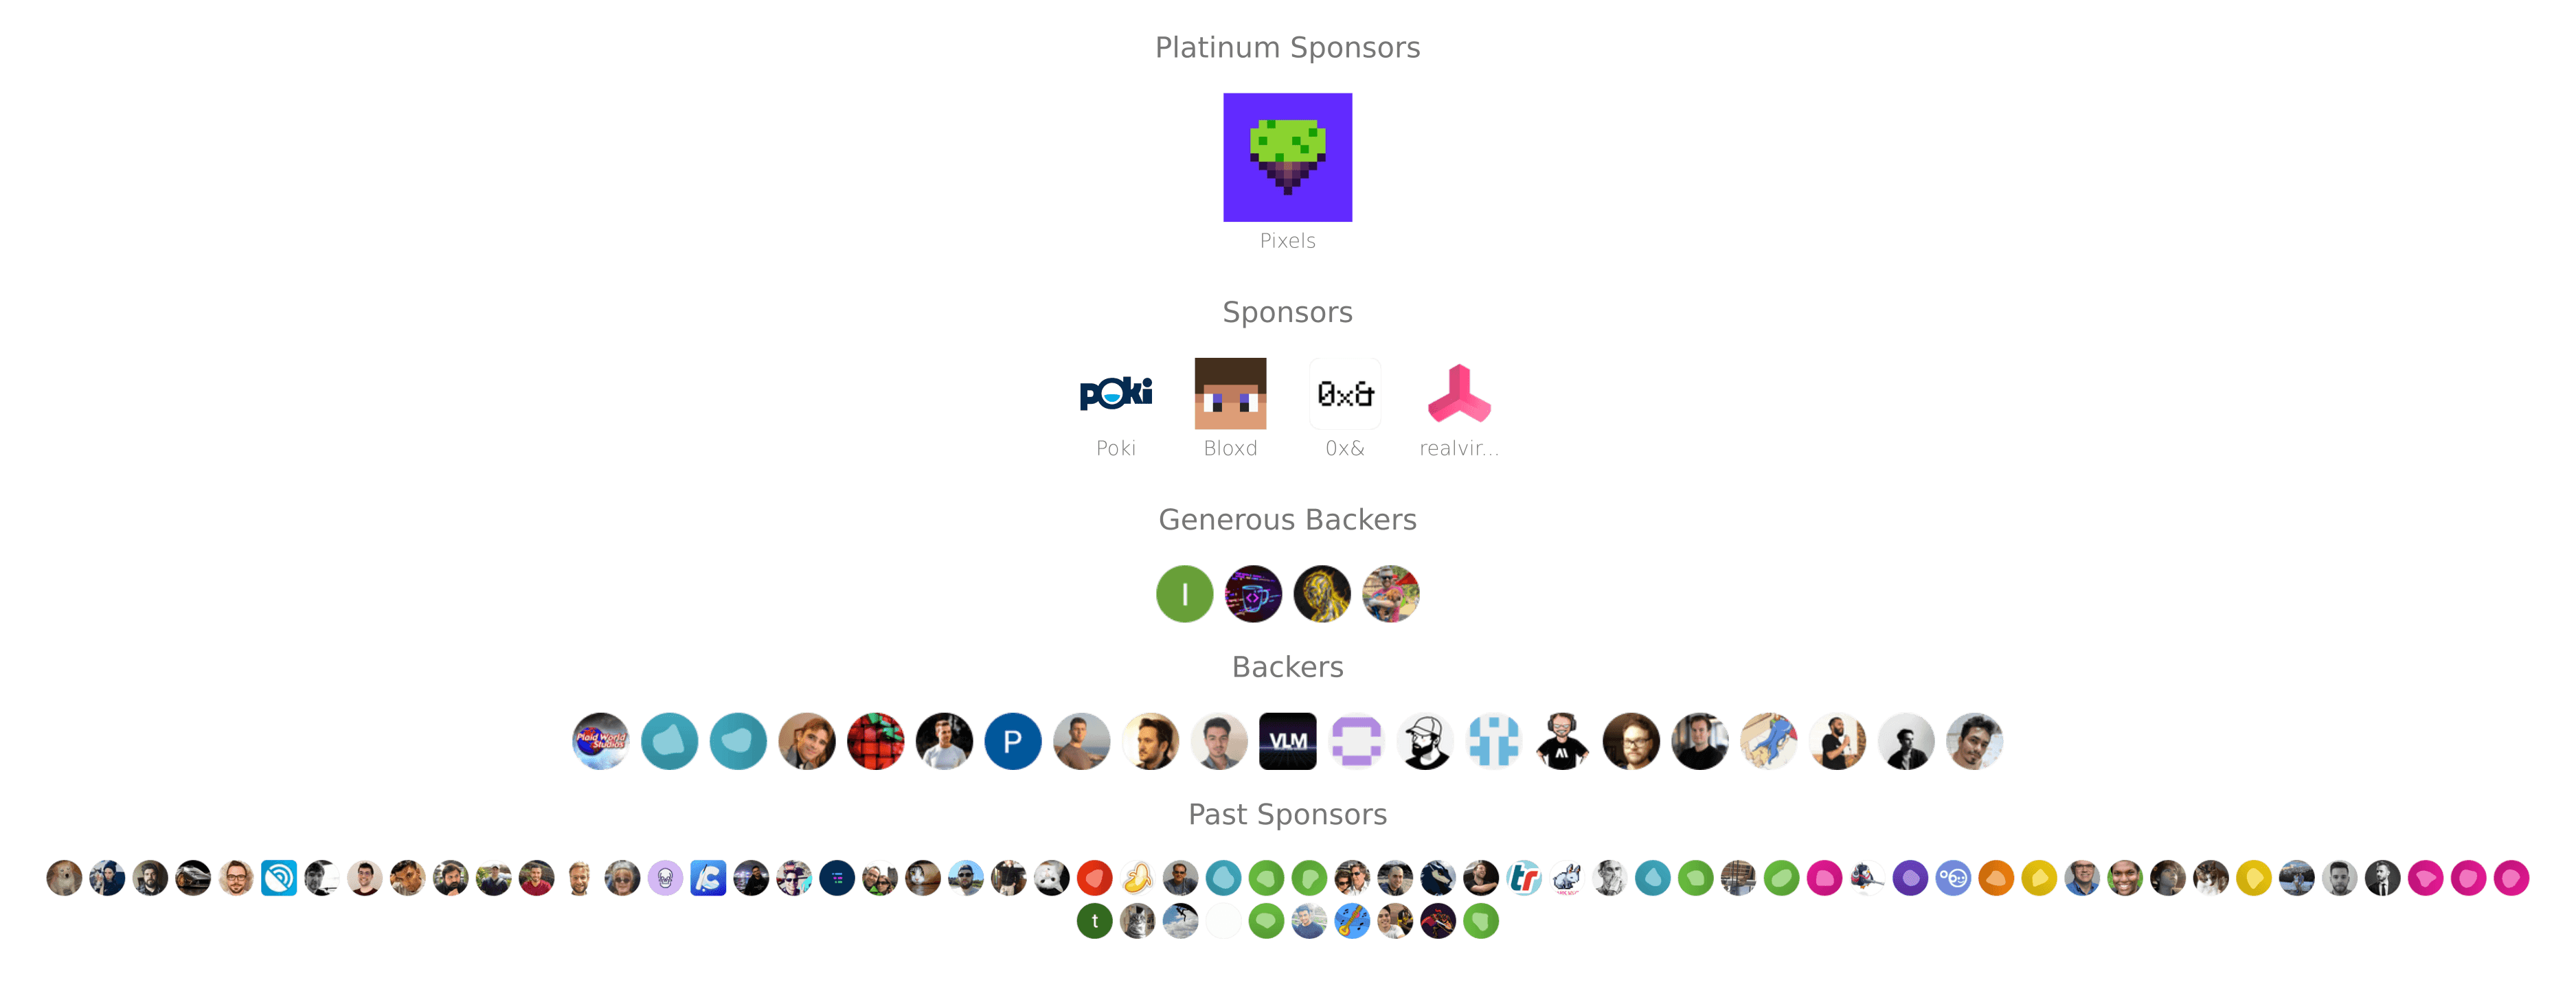 Platinum Sponsors
Pixels
Sponsors
poki
0x&
Poki Bloxd 0x& realvir...
Generous Backers
I
Backers
Plaid World Studios
P
VLM
Past Sponsors
tr
t